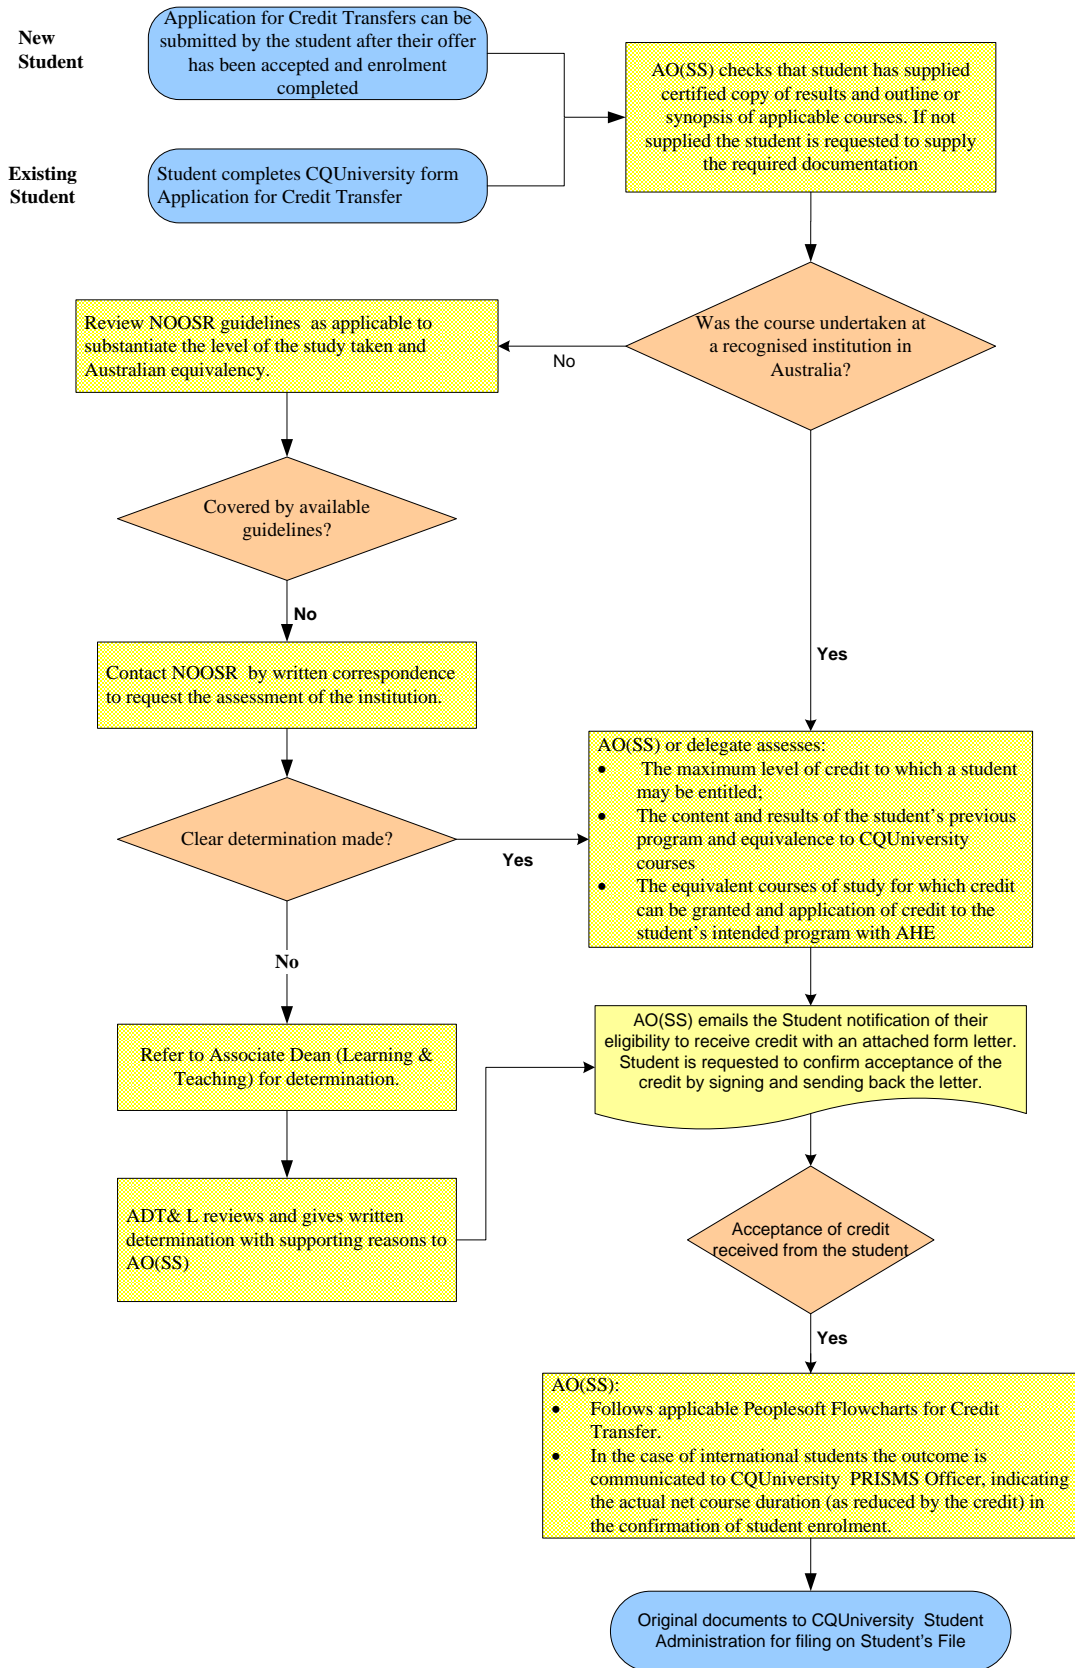 New
Student
Application for Credit Transfers can be
submitted by the student after their offer
has been accepted and enrolment
completed
AO(SS) checks that student has supplied
certified copy of results and outline or
synopsis of applicable courses. If not
supplied the student is requested to supply
the required documentation
Existing
Student
Student completes CQUniversity form
Application for Credit Transfer
Was the course undertaken at
a recognised institution in
Australia?
No
Review NOOSR guidelines as applicable to
substantiate the level of the study taken and
Australian equivalency.
Covered by available
guidelines?
No
Contact NOOSR by written correspondence
to request the assessment of the institution.
Yes
Clear determination made?
Yes
AO(SS) or delegate assesses:
• The maximum level of credit to which a student
may be entitled;
• The content and results of the student's previous
program and equivalence to CQUniversity
courses
• The equivalent courses of study for which credit
can be granted and application of credit to the
student's intended program with AHE
No
Refer to Associate Dean (Learning &
Teaching) for determination.
ADT& L reviews and gives written
determination with supporting reasons to
AO(SS)
AO(SS) emails the Student notification of their
eligibility to receive credit with an attached form letter.
Student is requested to confirm acceptance of the
credit by signing and sending back the letter.
Acceptance of credit
received from the student
Yes
AO(SS):
• Follows applicable Peoplesoft Flowcharts for Credit
Transfer.
• In the case of international students the outcome is
communicated to CQUniversity PRISMS Officer, indicating
the actual net course duration (as reduced by the credit) in
the confirmation of student enrolment.
Original documents to CQUniversity Student
Administration for filing on Student's File